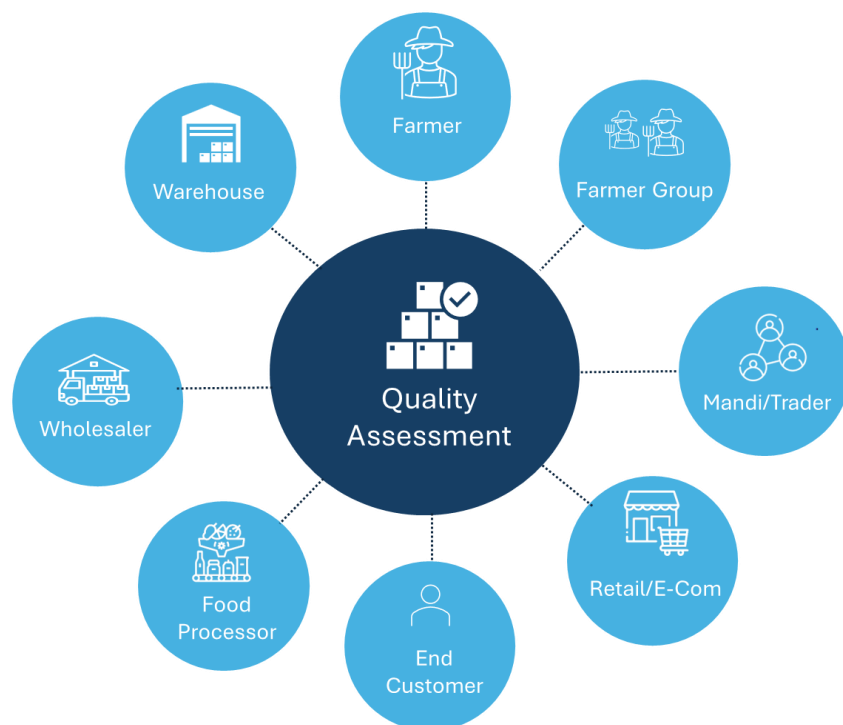 Farmer
Farmer Group
Warehouse
Mandi/Trader
Quality
Assessment
Wholesaler
Retail/E-Com
Food
Processor
End
Customer